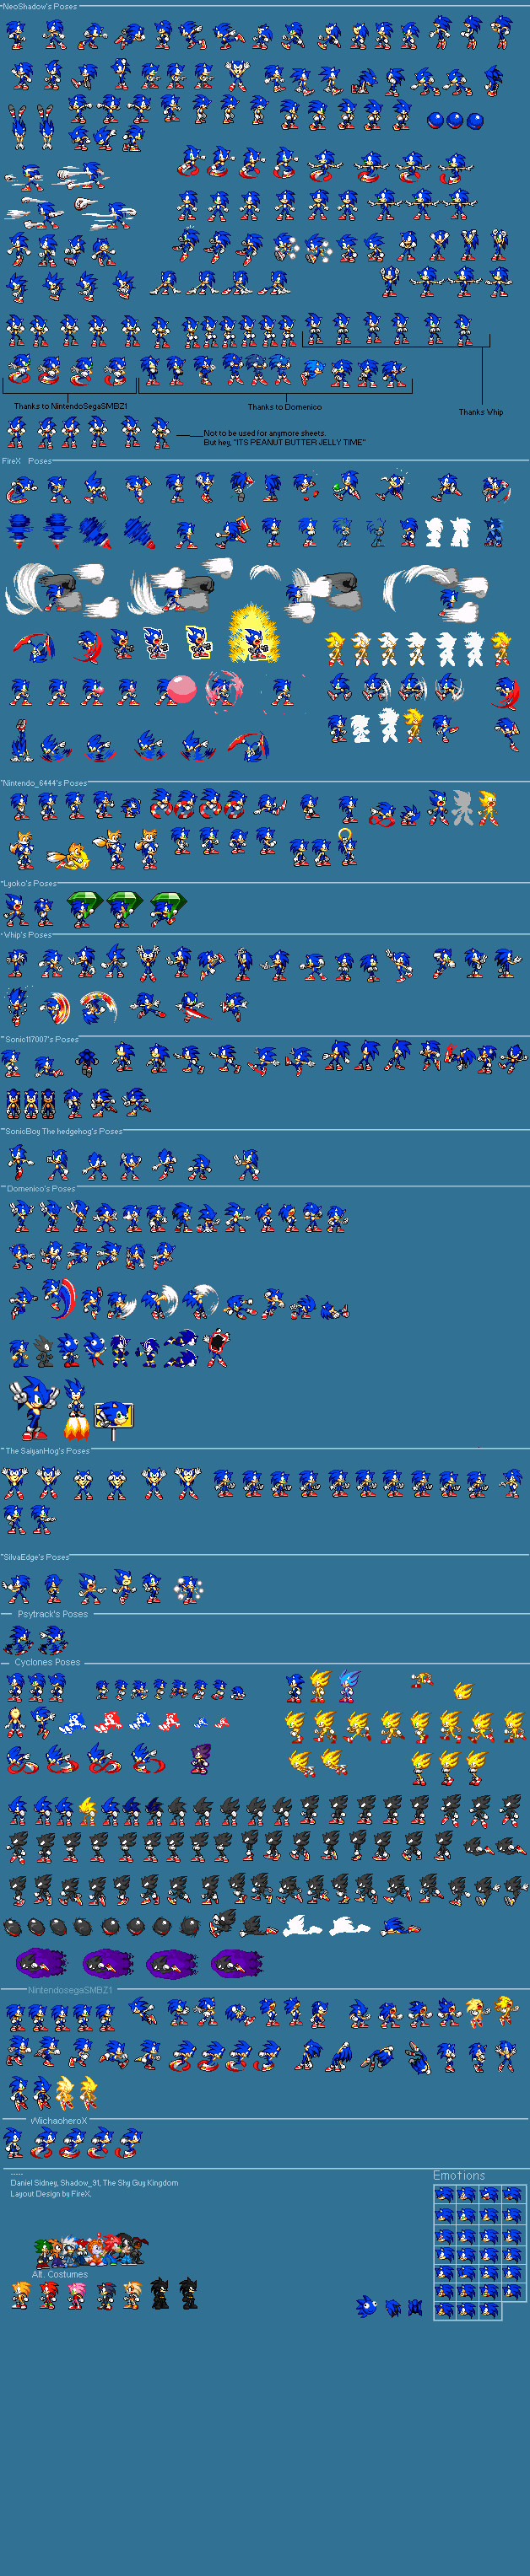 NeoShadow's Poses
Thanks to NintendoSegaSMBZ1
Thanks to Domenico
Thanks Whip
Not to be used for anymore sheets.
But hey, "ITS PEANUT BUTTER JELLY TIME"
FireX Poses
"Nintendo_6444's Poses
"Lyoko's Poses
"Whip's Poses
"Sonic117007's Poses
"SonicBoy The hedgehog's Poses
Domenico's Poses
" The SaiyanHog's Poses
"SilvaEdge's Poses
Psytrack's Poses
Cyclones Poses
NintendosegaSMBZ1
WiichaoheroX
-----
Daniel Sidney, Shadow_91, The Shy Guy Kingdom
Layout Design by FireX.
Emotions
Alt. Costumes